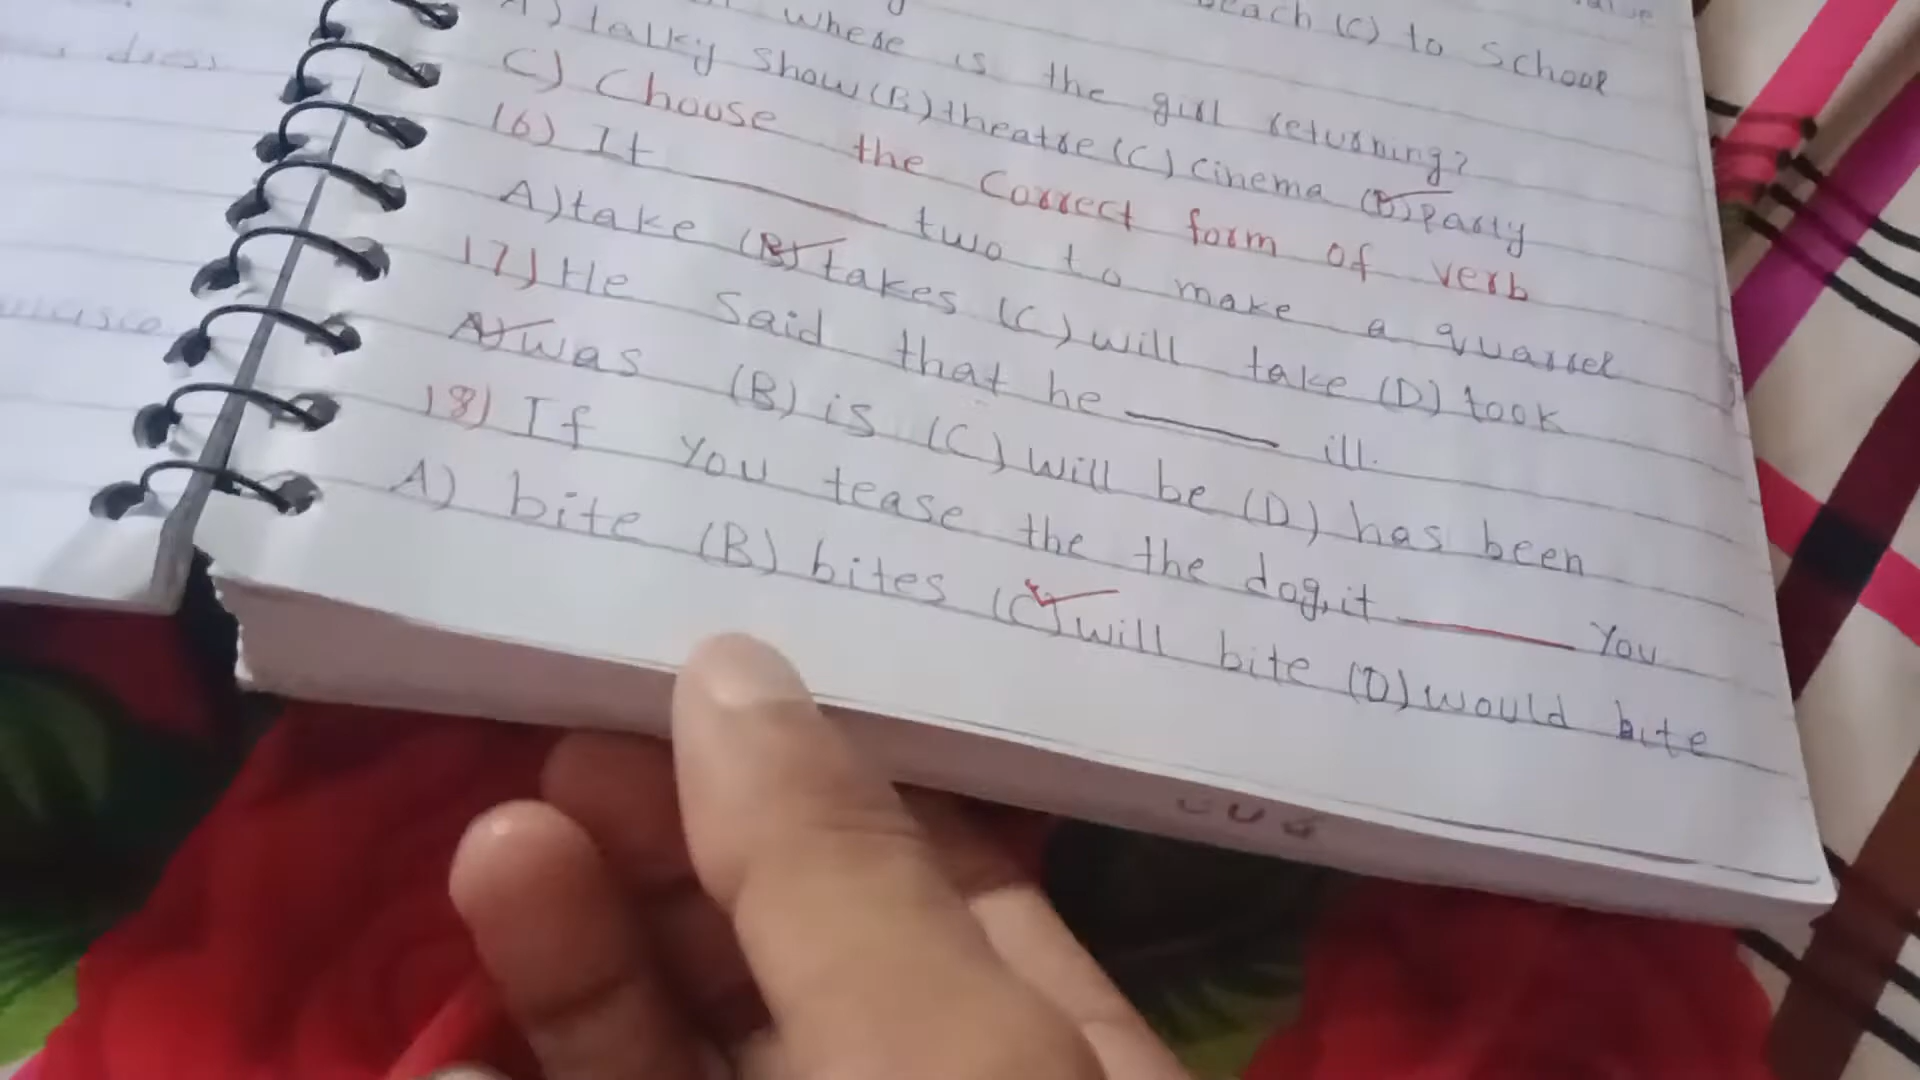 each (C) to school
where is the girl returning?
A) talky show (B) theatre (C) cinema (D) Party
C) Choose the Correct form of verb
16) It ______ two to make a quarrel
A) take (B) takes (C) will take (D) took
17) He said that he ______ ill.
A) was (B) is (C) will be (D) has been
18) If you tease the the dog, it ______ You
A) bite (B) bites (C) will bite (D) would bite